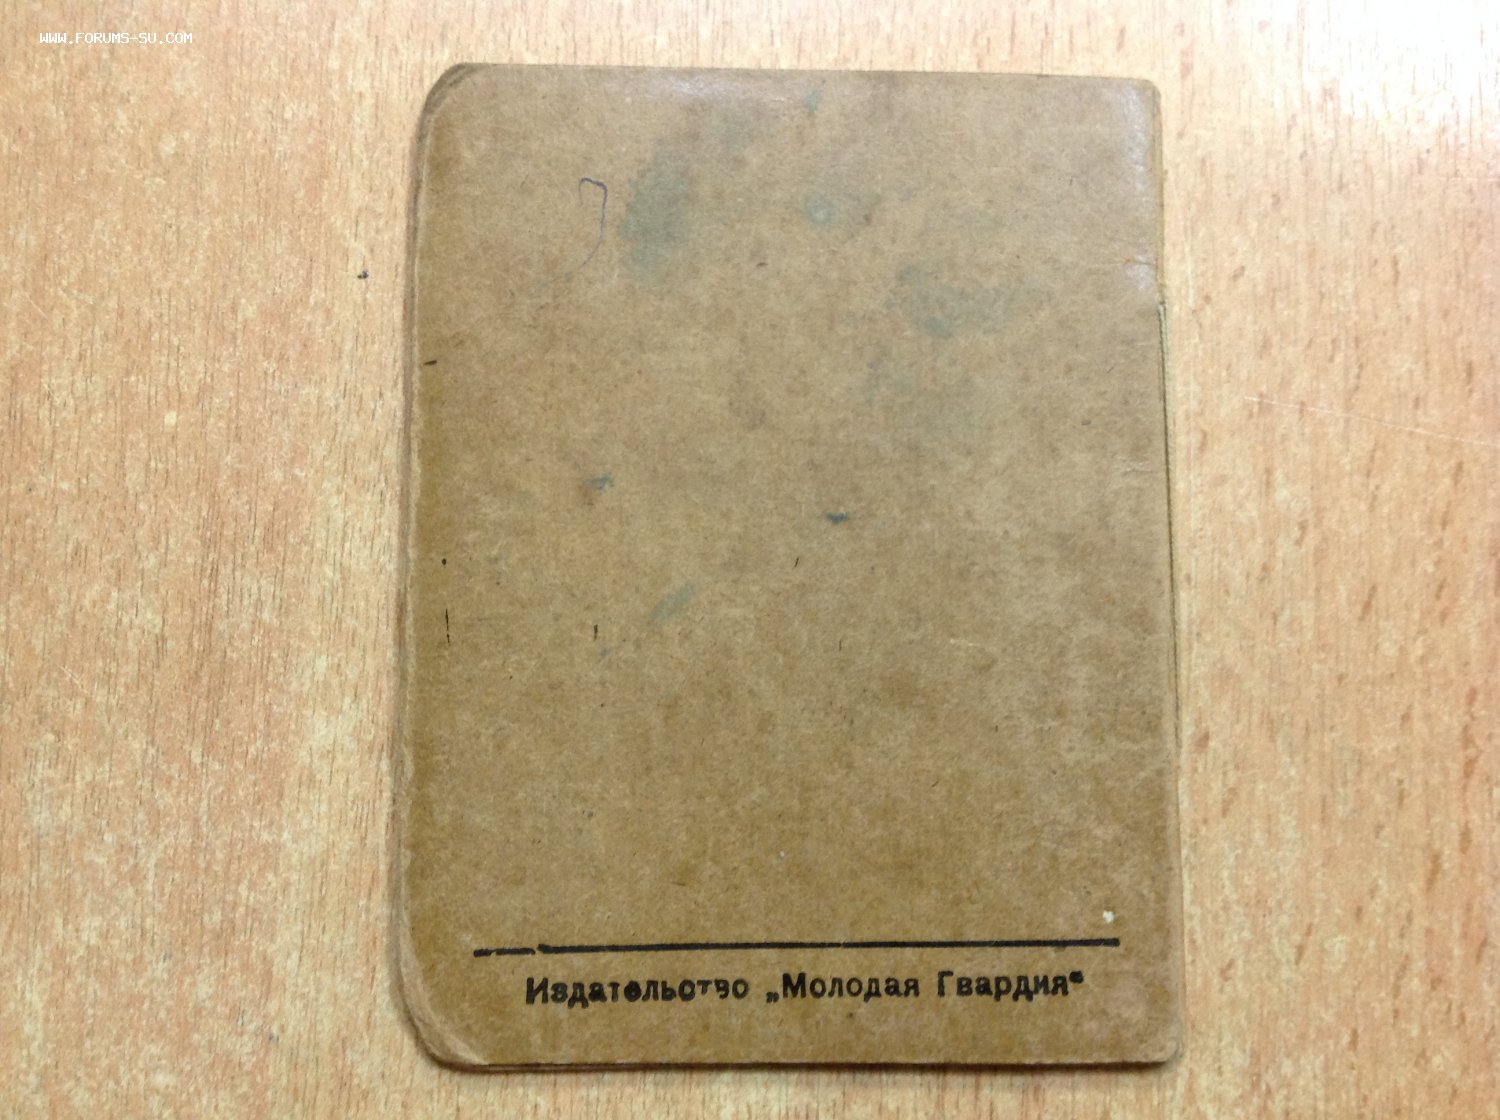 WWW.FORUMS-SU.COM
Издательство „Молодая Гвардия“